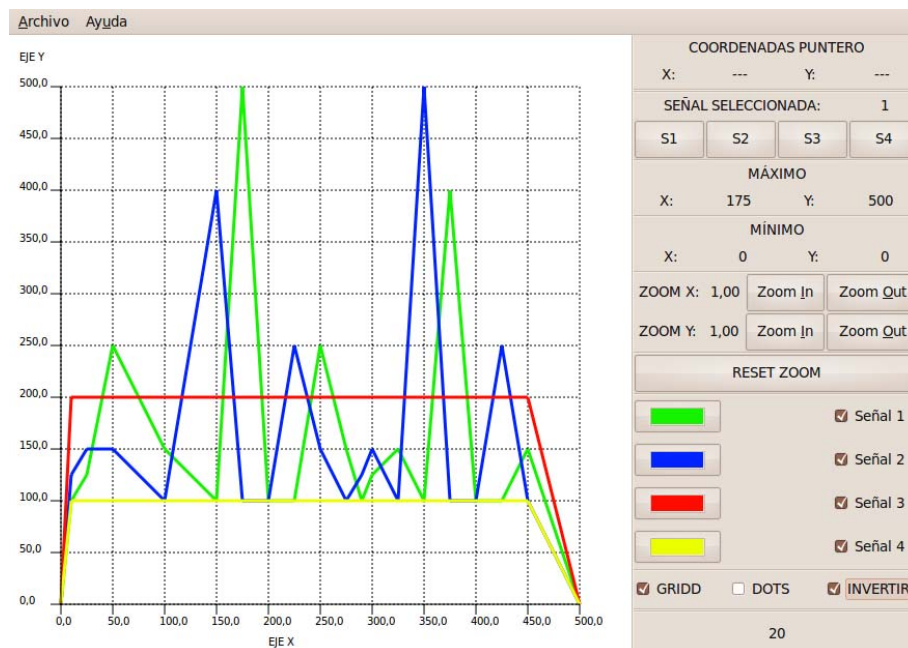 Archivo Ayuda
EJE Y
500,0
450,0
400,0
350,0
300,0
250,0
200,0
150,0
100,0
50,0
0,0
0,0 50,0 100,0 150,0 200,0 250,0 300,0 350,0 400,0 450,0 500,0
EJE X
COORDENADAS PUNTERO
X: --- Y: ---
SEÑAL SELECCIONADA: 1
S1 S2 S3 S4
MÁXIMO
X: 175 Y: 500
MÍNIMO
X: 0 Y: 0
ZOOM X: 1,00 Zoom In Zoom Out
ZOOM Y: 1,00 Zoom In Zoom Out
RESET ZOOM
Señal 1
Señal 2
Señal 3
Señal 4
GRIDD DOTS INVERTIR
20